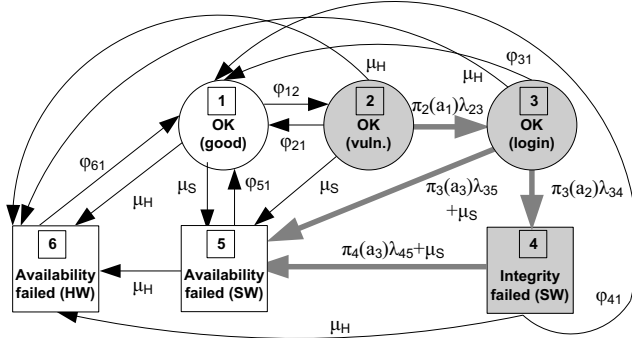 μH
φ31
1
OK
(good)
φ12
2
OK
(vuln.)
μH
3
OK
(login)
π2(a1)λ23
φ21
φ61
μH
μS
φ51
μS
π3(a3)λ35
+μS
π3(a2)λ34
6
Availability
failed (HW)
5
Availability
failed (SW)
π4(a3)λ45+μS
4
Integrity
failed (SW)
μH
φ41
μH